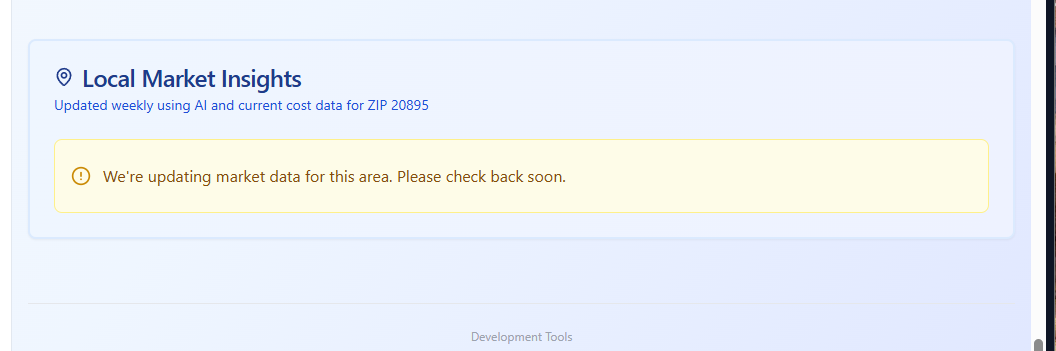 Local Market Insights
Updated weekly using AI and current cost data for ZIP 20895
We're updating market data for this area. Please check back soon.
Development Tools